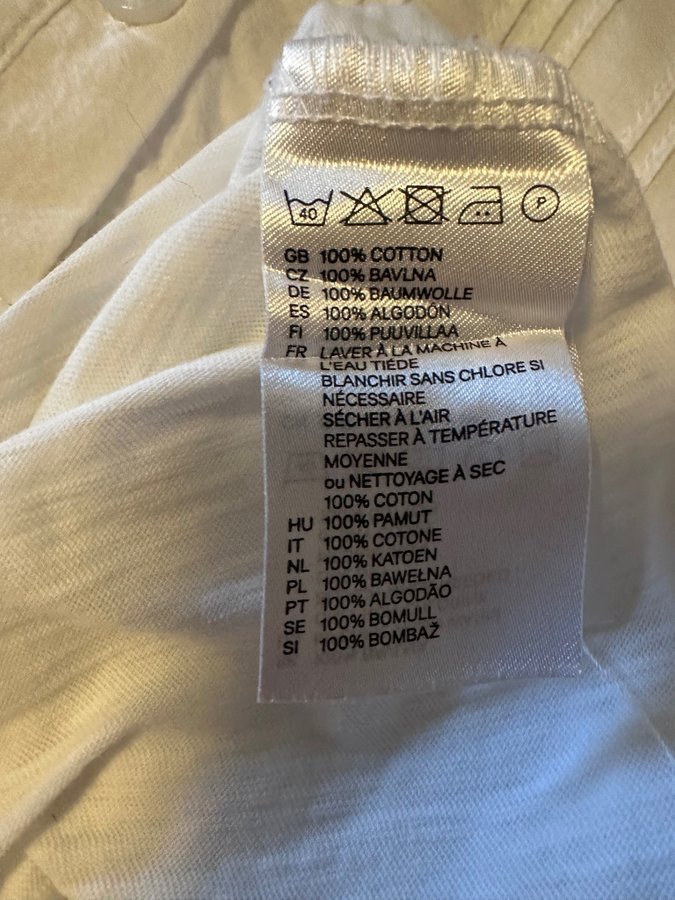 40 P
GB 100% COTTON
CZ 100% BAVLNA
DE 100% BAUMWOLLE
ES 100% ALGODÓN
FI 100% PUUVILLAA
FR LAVER À LA MACHINE À
L'EAU TIÉDE
BLANCHIR SANS CHLORE SI
NÉCESSAIRE
SÉCHER À L'AIR
REPASSER À TEMPÉRATURE
MOYENNE
ou NETTOYAGE À SEC
100% COTON
HU 100% PAMUT
IT 100% COTONE
NL 100% KATOEN
PL 100% BAWEŁNA
PT 100% ALGODÃO
SE 100% BOMULL
SI 100% BOMBAŽ